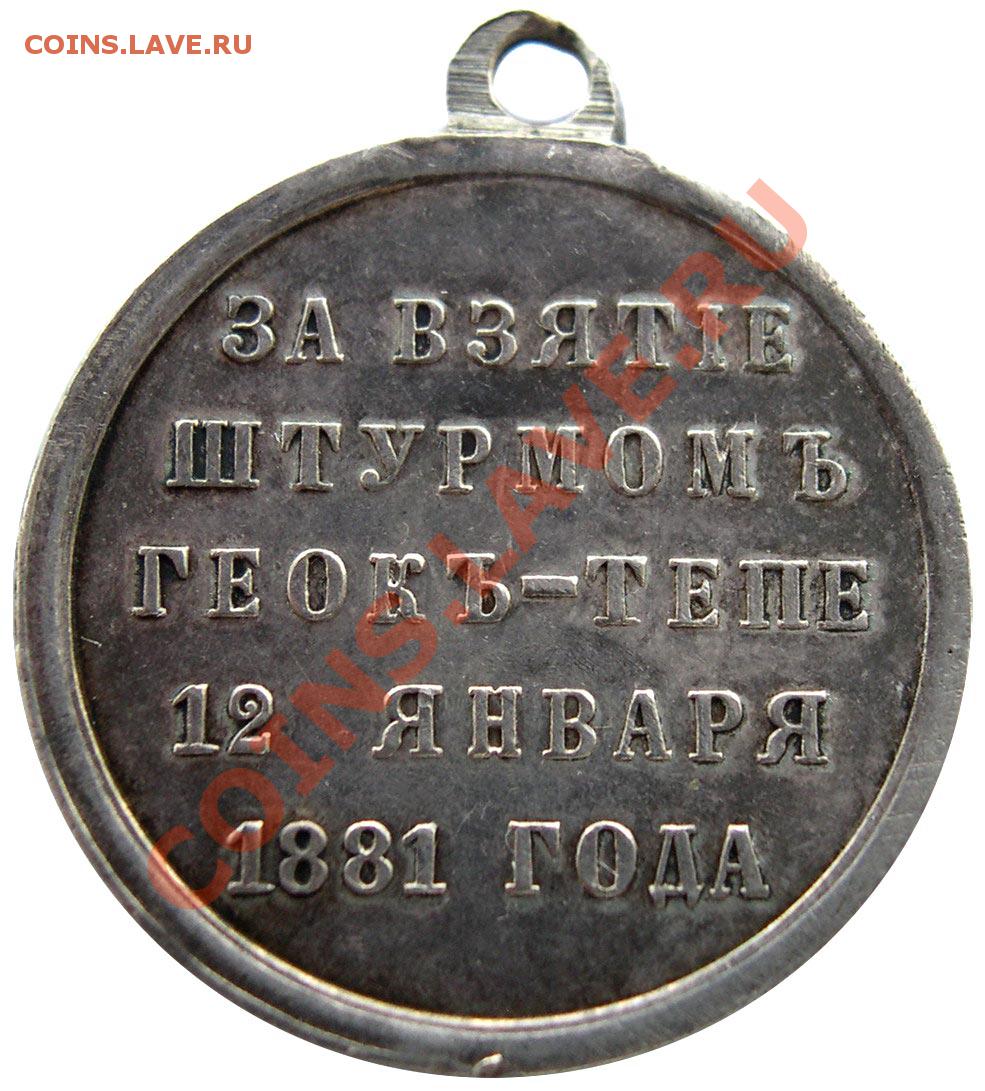 COINS.LAVE.RU
ЗА ВЗЯТІЕ
ШТУРМОМЪ
ГЕОКЪ-ТЕПЕ
12 ЯНВАРЯ
1881 ГОДА
COINS.LAVE.RU